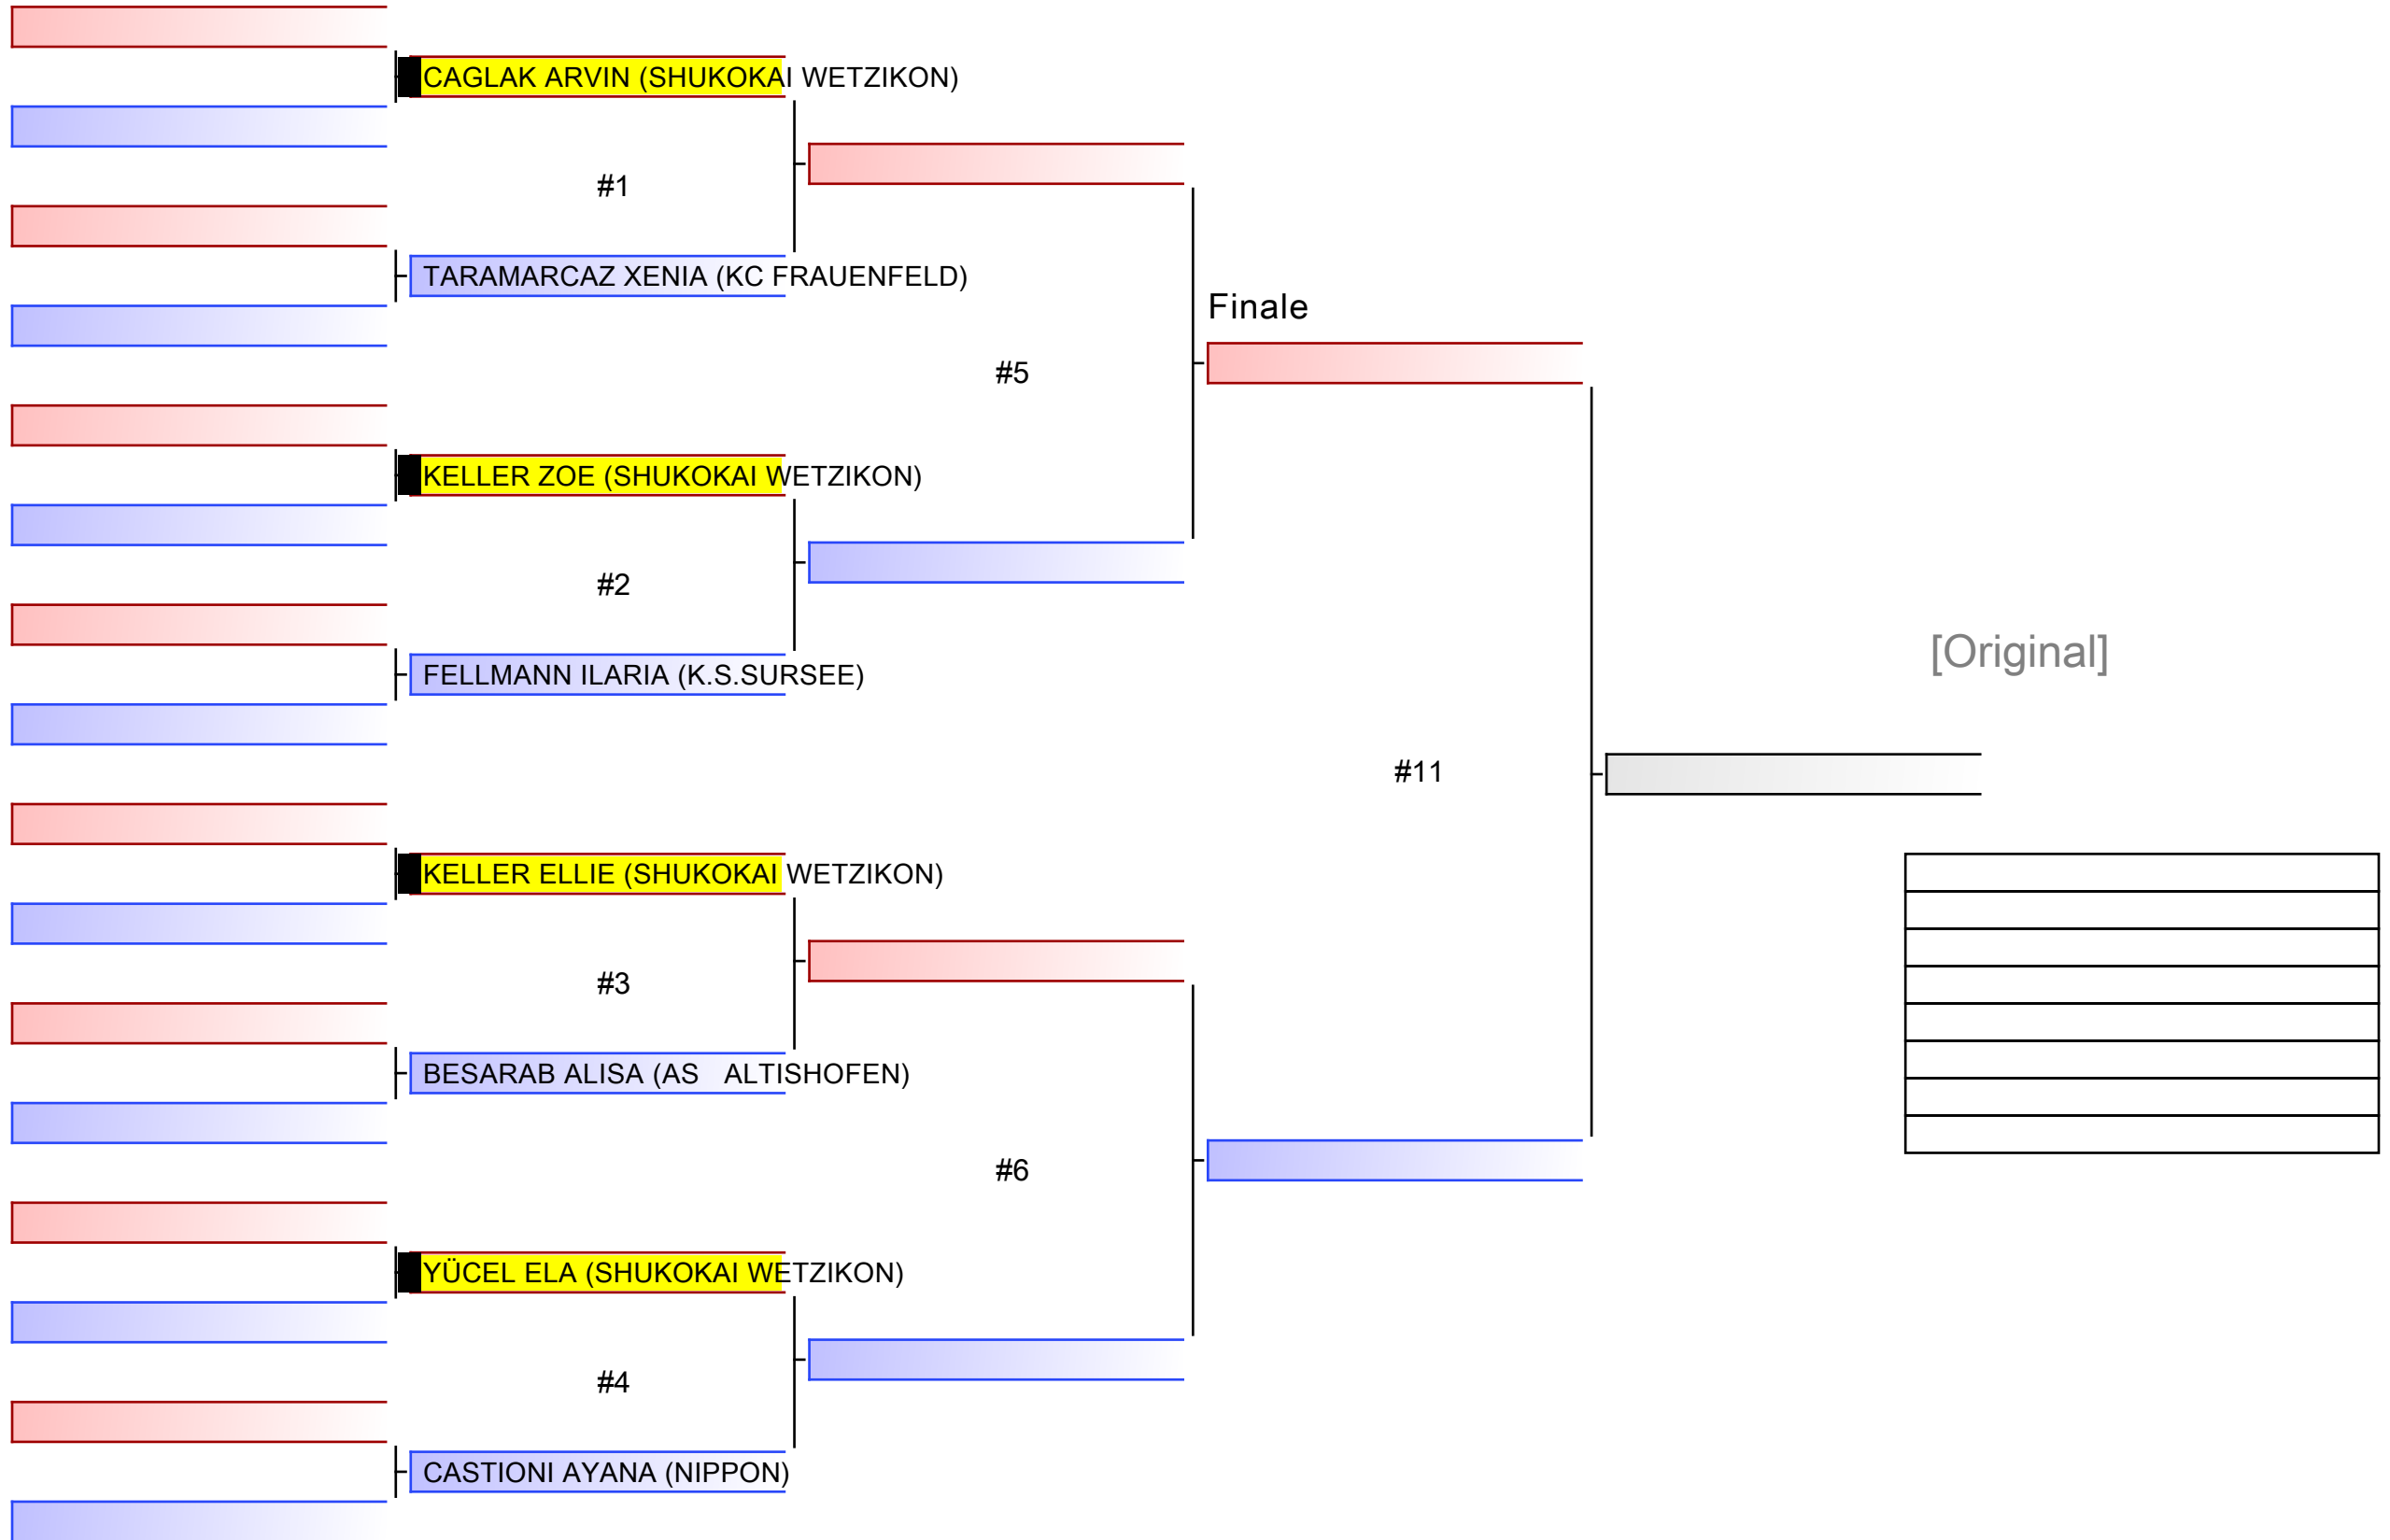 CAGLAK ARVIN (SHUKOKAI WETZIKON)
#1
TARAMARCAZ XENIA (KC FRAUENFELD)
Finale
#5
KELLER ZOE (SHUKOKAI WETZIKON)
#2
FELLMANN ILARIA (K.S.SURSEE)
[Original]
#11
KELLER ELLIE (SHUKOKAI WETZIKON)
#3
BESARAB ALISA (AS ALTISHOFEN)
#6
YÜCEL ELA (SHUKOKAI WETZIKON)
#4
CASTIONI AYANA (NIPPON)